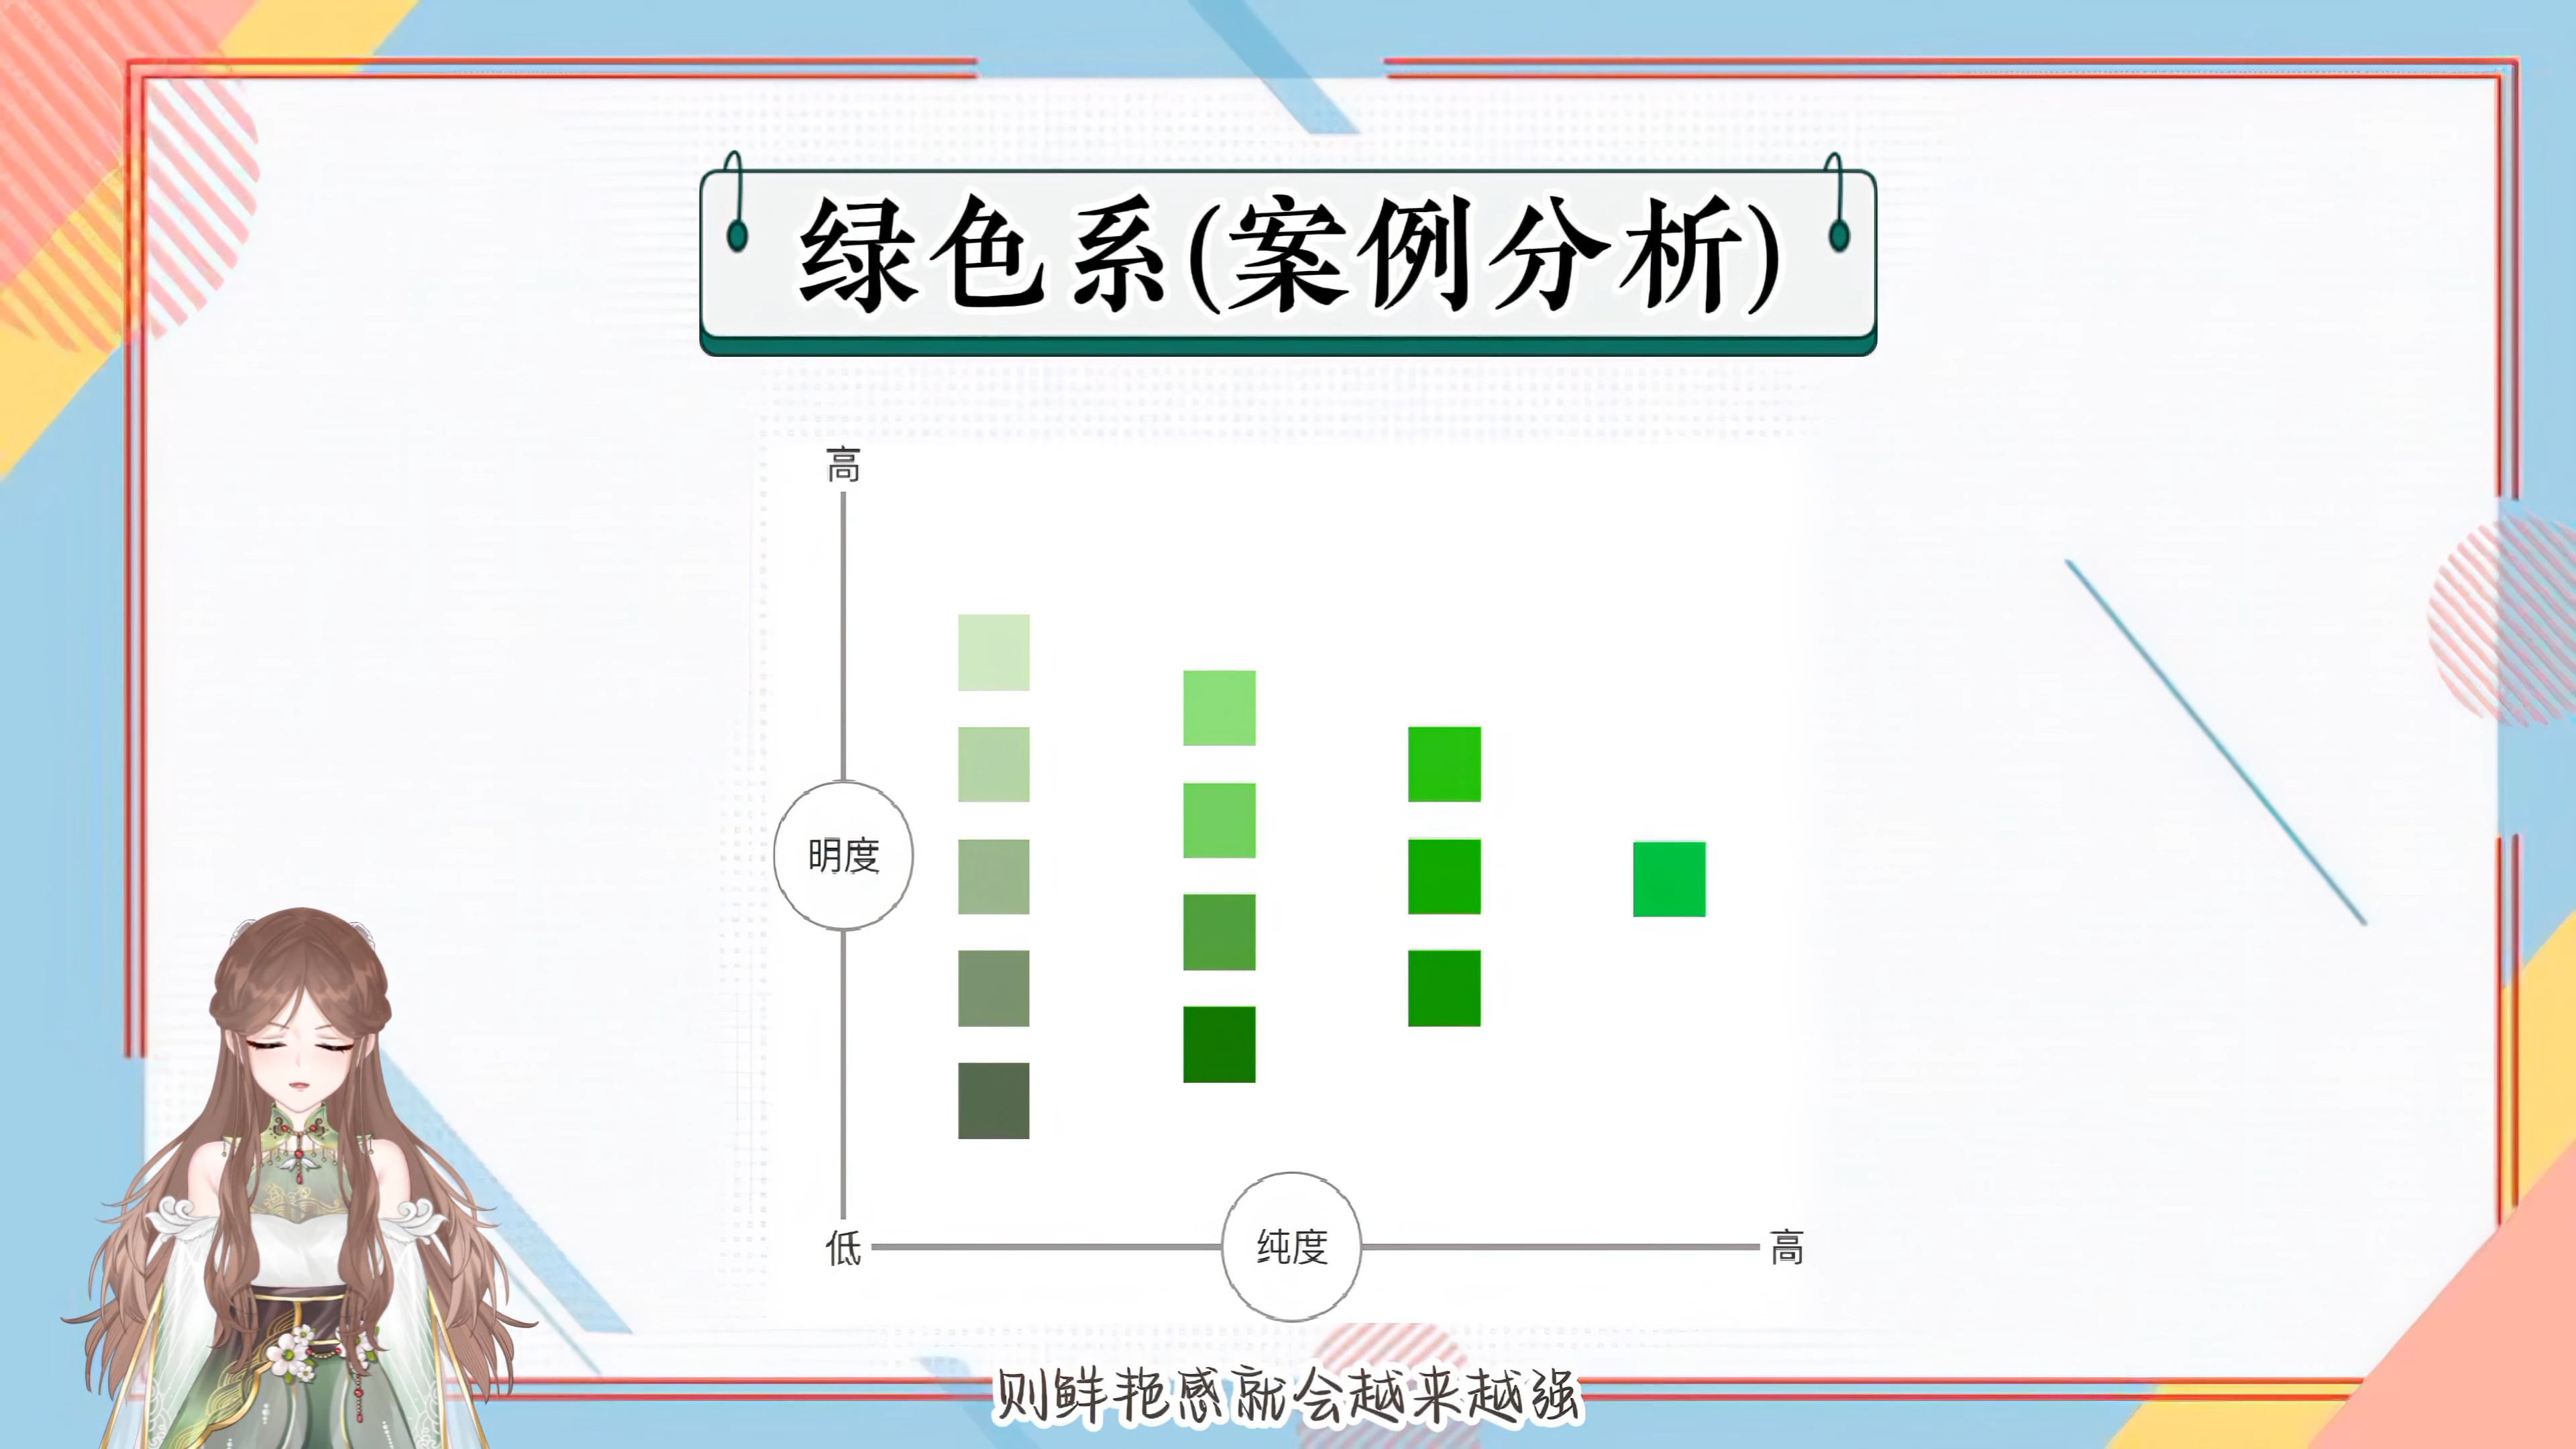 绿色系(案例分析)
高
明度
低
纯度
高
则鲜艳感就会越来越强